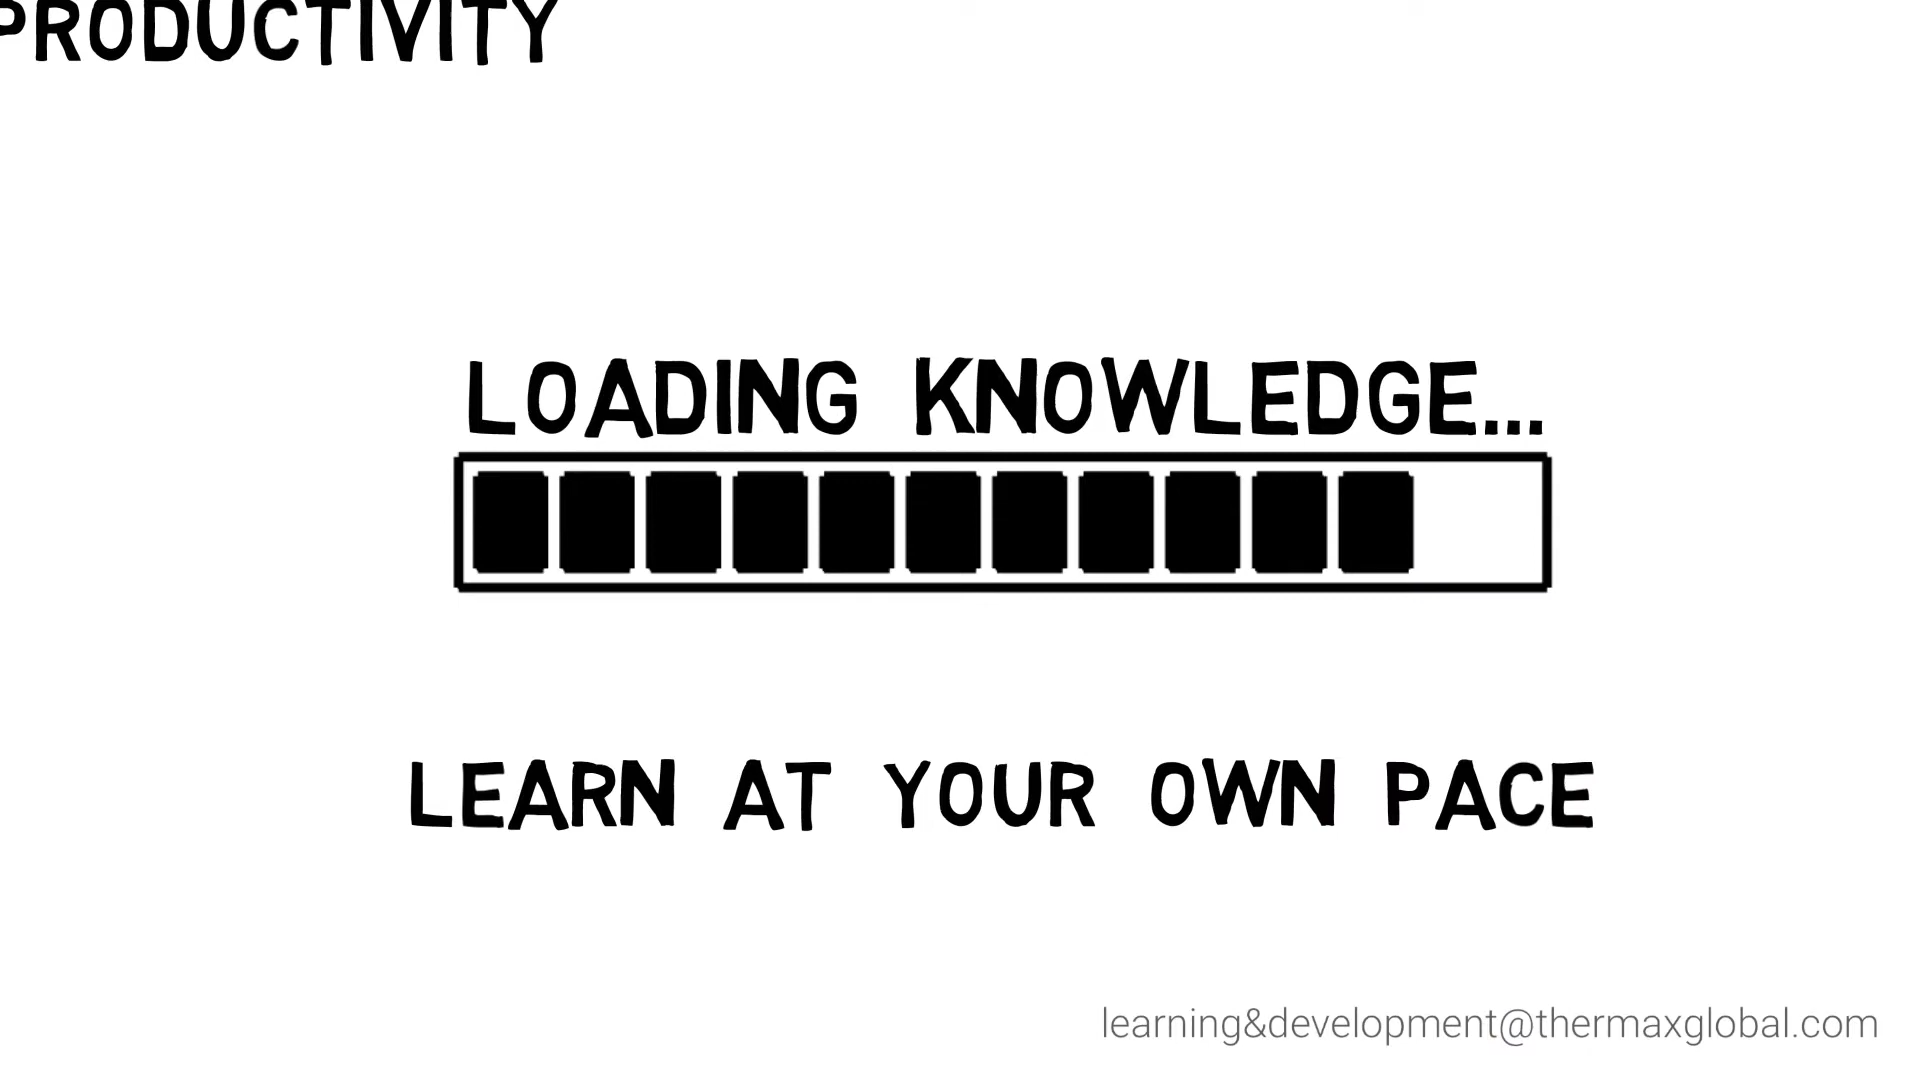 PRODUCTIVITY
LOADING KNOWLEDGE...
LEARN AT YOUR OWN PACE
learning&development@thermaxglobal.com